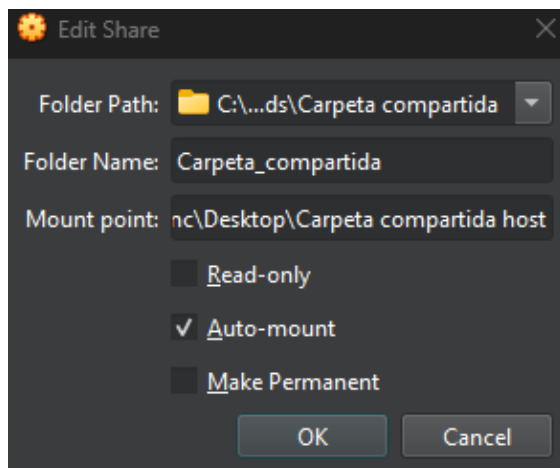 Edit Share
Folder Path: C:\...ds\Carpeta compartida
Folder Name: Carpeta_compartida
Mount point: nc\Desktop\Carpeta compartida host
Read-only
Auto-mount
Make Permanent
OK Cancel